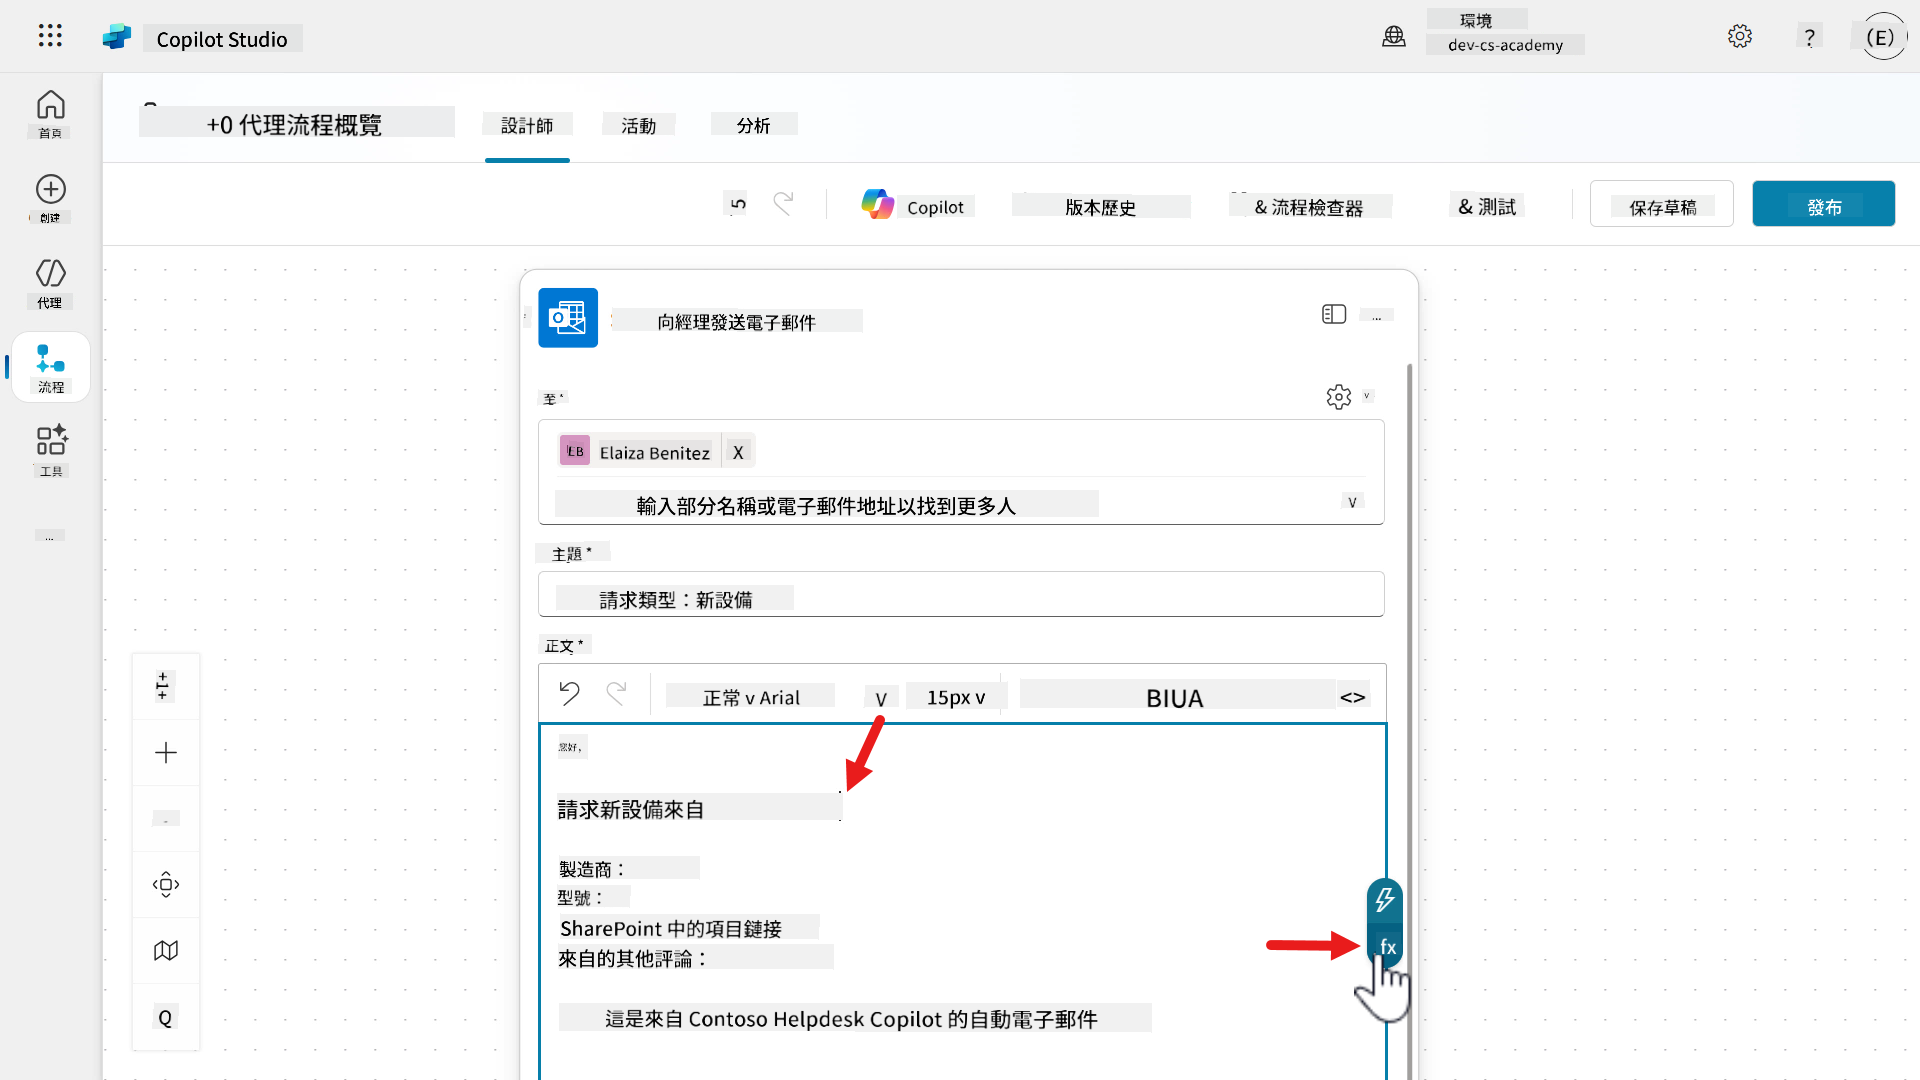 Copilot Studio
環境
dev-cs-academy
?
(E)
首頁
創建
代理
流程
工具
...
+0 代理流程概覽
設計師
活動
分析
5
Copilot
版本歷史
& 流程檢查器
& 測試
保存草稿
發布
向經理發送電子郵件
...
至 *
v
EB
Elaiza Benitez
X
輸入部分名稱或電子郵件地址以找到更多人
V
主題 *
請求類型：新設備
正文 *
正常 v Arial
V
15px v
BIUA
<>
您好，
請求新設備來自
製造商：
型號：
SharePoint 中的項目鏈接
來自的其他評論：
這是來自 Contoso Helpdesk Copilot 的自動電子郵件
fx
+1+
Q